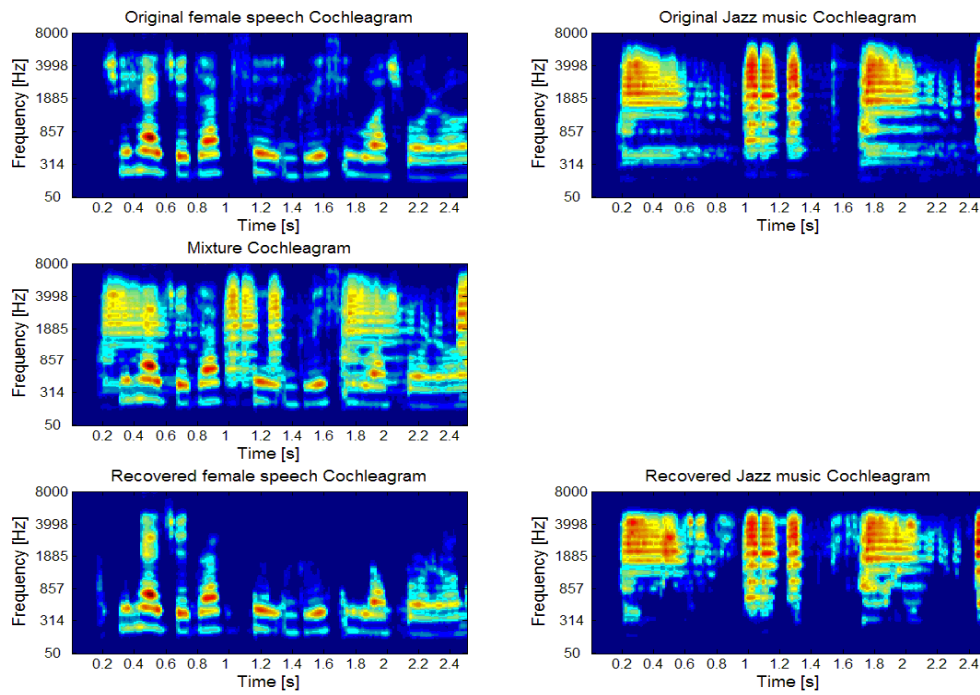 Original female speech Cochleagram
Frequency [Hz]
8000
3998
1885
857
314
50
0.2 0.4 0.6 0.8 1 1.2 1.4 1.6 1.8 2 2.2 2.4
Time [s]
Original Jazz music Cochleagram
Frequency [Hz]
8000
3998
1885
857
314
50
0.2 0.4 0.6 0.8 1 1.2 1.4 1.6 1.8 2 2.2 2.4
Time [s]
Mixture Cochleagram
Frequency [Hz]
8000
3998
1885
857
314
50
0.2 0.4 0.6 0.8 1 1.2 1.4 1.6 1.8 2 2.2 2.4
Time [s]
Recovered female speech Cochleagram
Frequency [Hz]
8000
3998
1885
857
314
50
0.2 0.4 0.6 0.8 1 1.2 1.4 1.6 1.8 2 2.2 2.4
Time [s]
Recovered Jazz music Cochleagram
Frequency [Hz]
8000
3998
1885
857
314
50
0.2 0.4 0.6 0.8 1 1.2 1.4 1.6 1.8 2 2.2 2.4
Time [s]